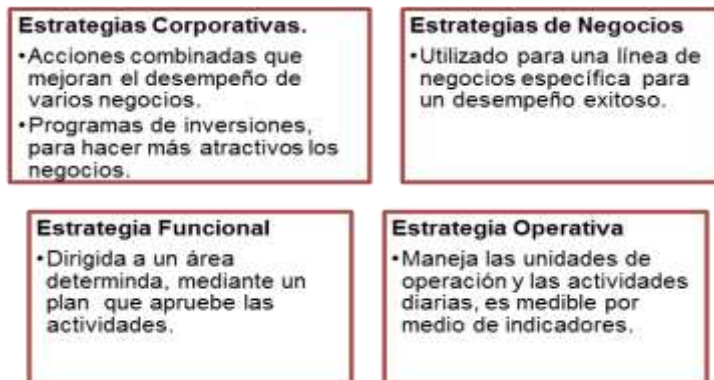 Estrategias Corporativas.
•Acciones combinadas que
mejoran el desempeño de
varios negocios.
•Programas de inversiones,
para hacer más atractivos los
negocios.
Estrategias de Negocios
•Utilizado para una línea de
negocios específica para
un desempeño exitoso.
Estrategia Funcional
•Dirigida a un área
determinda, mediante un
plan que apruebe las
actividades.
Estrategia Operativa
•Maneja las unidades de
operación y las actividades
diarias, es medible por
medio de indicadores.